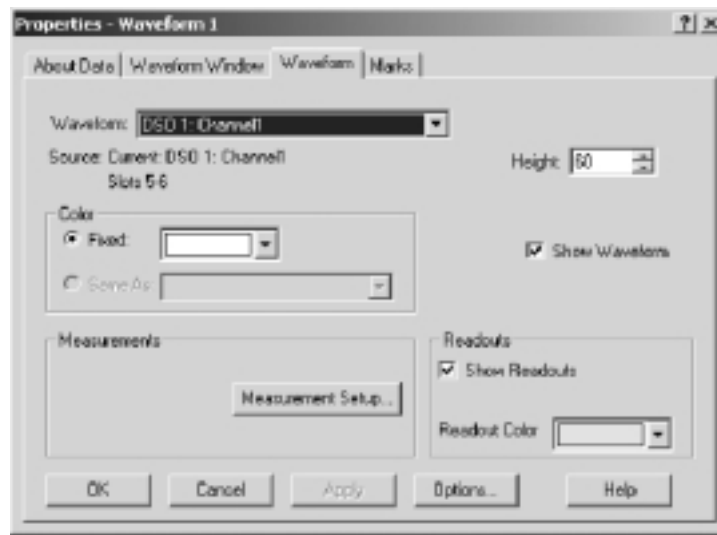 Properties - Waveform 1
About Data Waveform Window Waveform Marks
Waveform: DSO 1: Channel1
Source: Current: DSO 1: Channel1
Slots 5-6
Height: 60
Color
Fixed:
Show Waveform
Same As:
Measurements
Measurement Setup...
Readouts
Show Readouts
Readout Color
OK Cancel Apply Options... Help